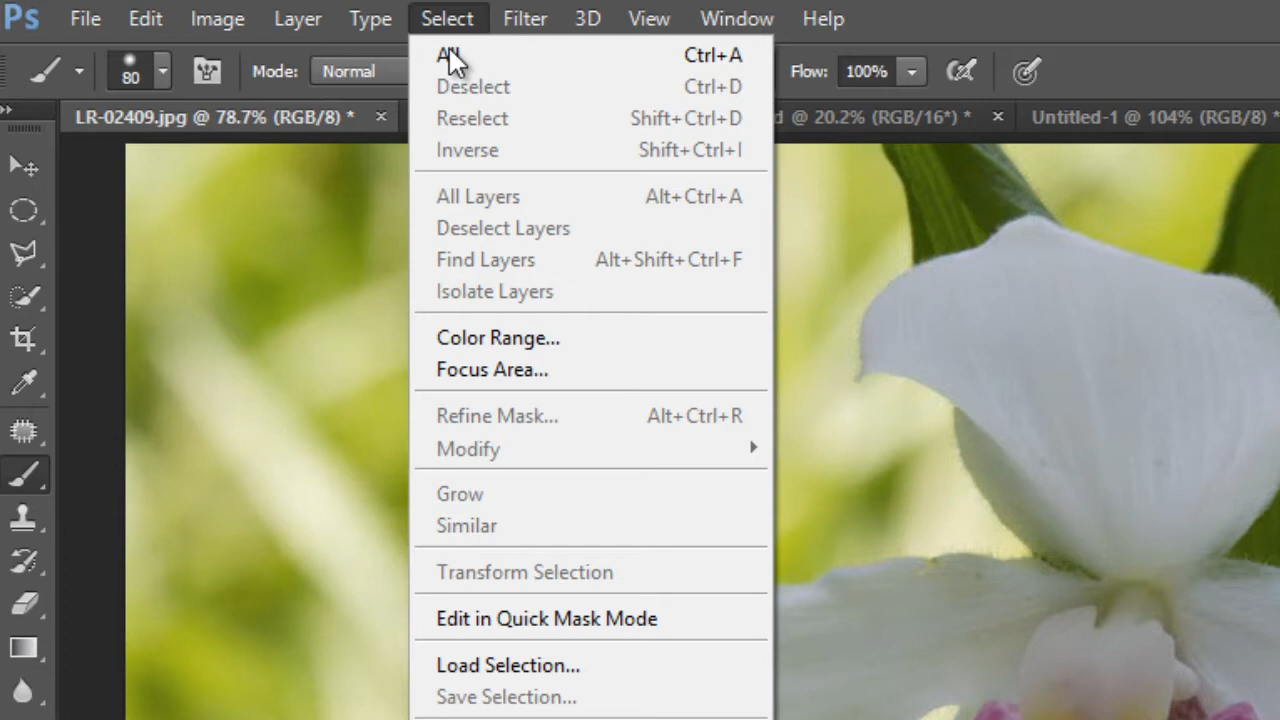 Ps File Edit Image Layer Type Select Filter 3D View Window Help
80 Mode: Normal Flow: 100%
LR-02409.jpg @ 78.7% (RGB/8) * × d @ 20.2% (RGB/16*) * × Untitled-1 @ 104% (RGB/8) *
All Ctrl+A
Deselect Ctrl+D
Reselect Shift+Ctrl+D
Inverse Shift+Ctrl+I
All Layers Alt+Ctrl+A
Deselect Layers
Find Layers Alt+Shift+Ctrl+F
Isolate Layers
Color Range...
Focus Area...
Refine Mask... Alt+Ctrl+R
Modify
Grow
Similar
Transform Selection
Edit in Quick Mask Mode
Load Selection...
Save Selection...